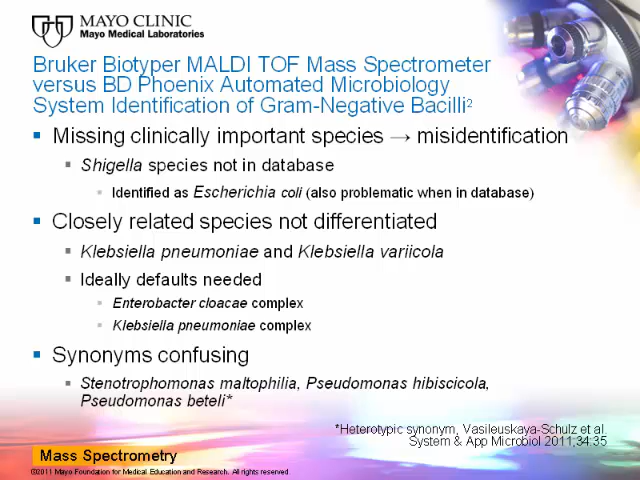 MAYO CLINIC
Mayo Medical Laboratories
Bruker Biotyper MALDI TOF Mass Spectrometer
versus BD Phoenix Automated Microbiology
System Identification of Gram-Negative Bacilli²
▪ Missing clinically important species → misidentification
▪ Shigella species not in database
▪ Identified as Escherichia coli (also problematic when in database)
▪ Closely related species not differentiated
▪ Klebsiella pneumoniae and Klebsiella variicola
▪ Ideally defaults needed
▪ Enterobacter cloacae complex
▪ Klebsiella pneumoniae complex
▪ Synonyms confusing
▪ Stenotrophomonas maltophilia, Pseudomonas hibiscicola,
Pseudomonas beteli*
*Heterotypic synonym, Vasileuskaya-Schulz et al.
System & App Microbiol 2011;34:35
Mass Spectrometry
©2011 Mayo Foundation for Medical Education and Research. All rights reserved